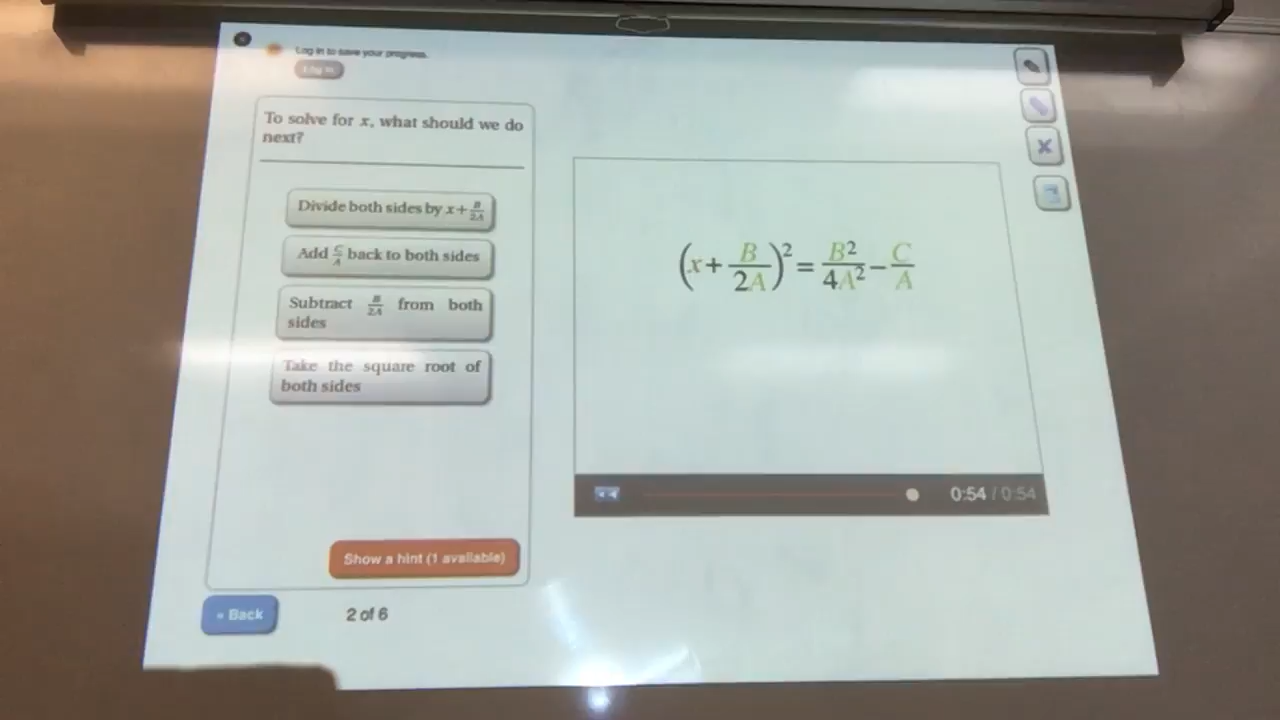 Log in to save your progress.
Log in
To solve for x, what should we do
next?
Divide both sides by x + B/2A
Add C/A back to both sides
Subtract B/2A from both
sides
Take the square root of
both sides
(x + B/2A)² = B²/4A² − C/A
0:54 / 0:54
Show a hint (1 available)
« Back
2 of 6